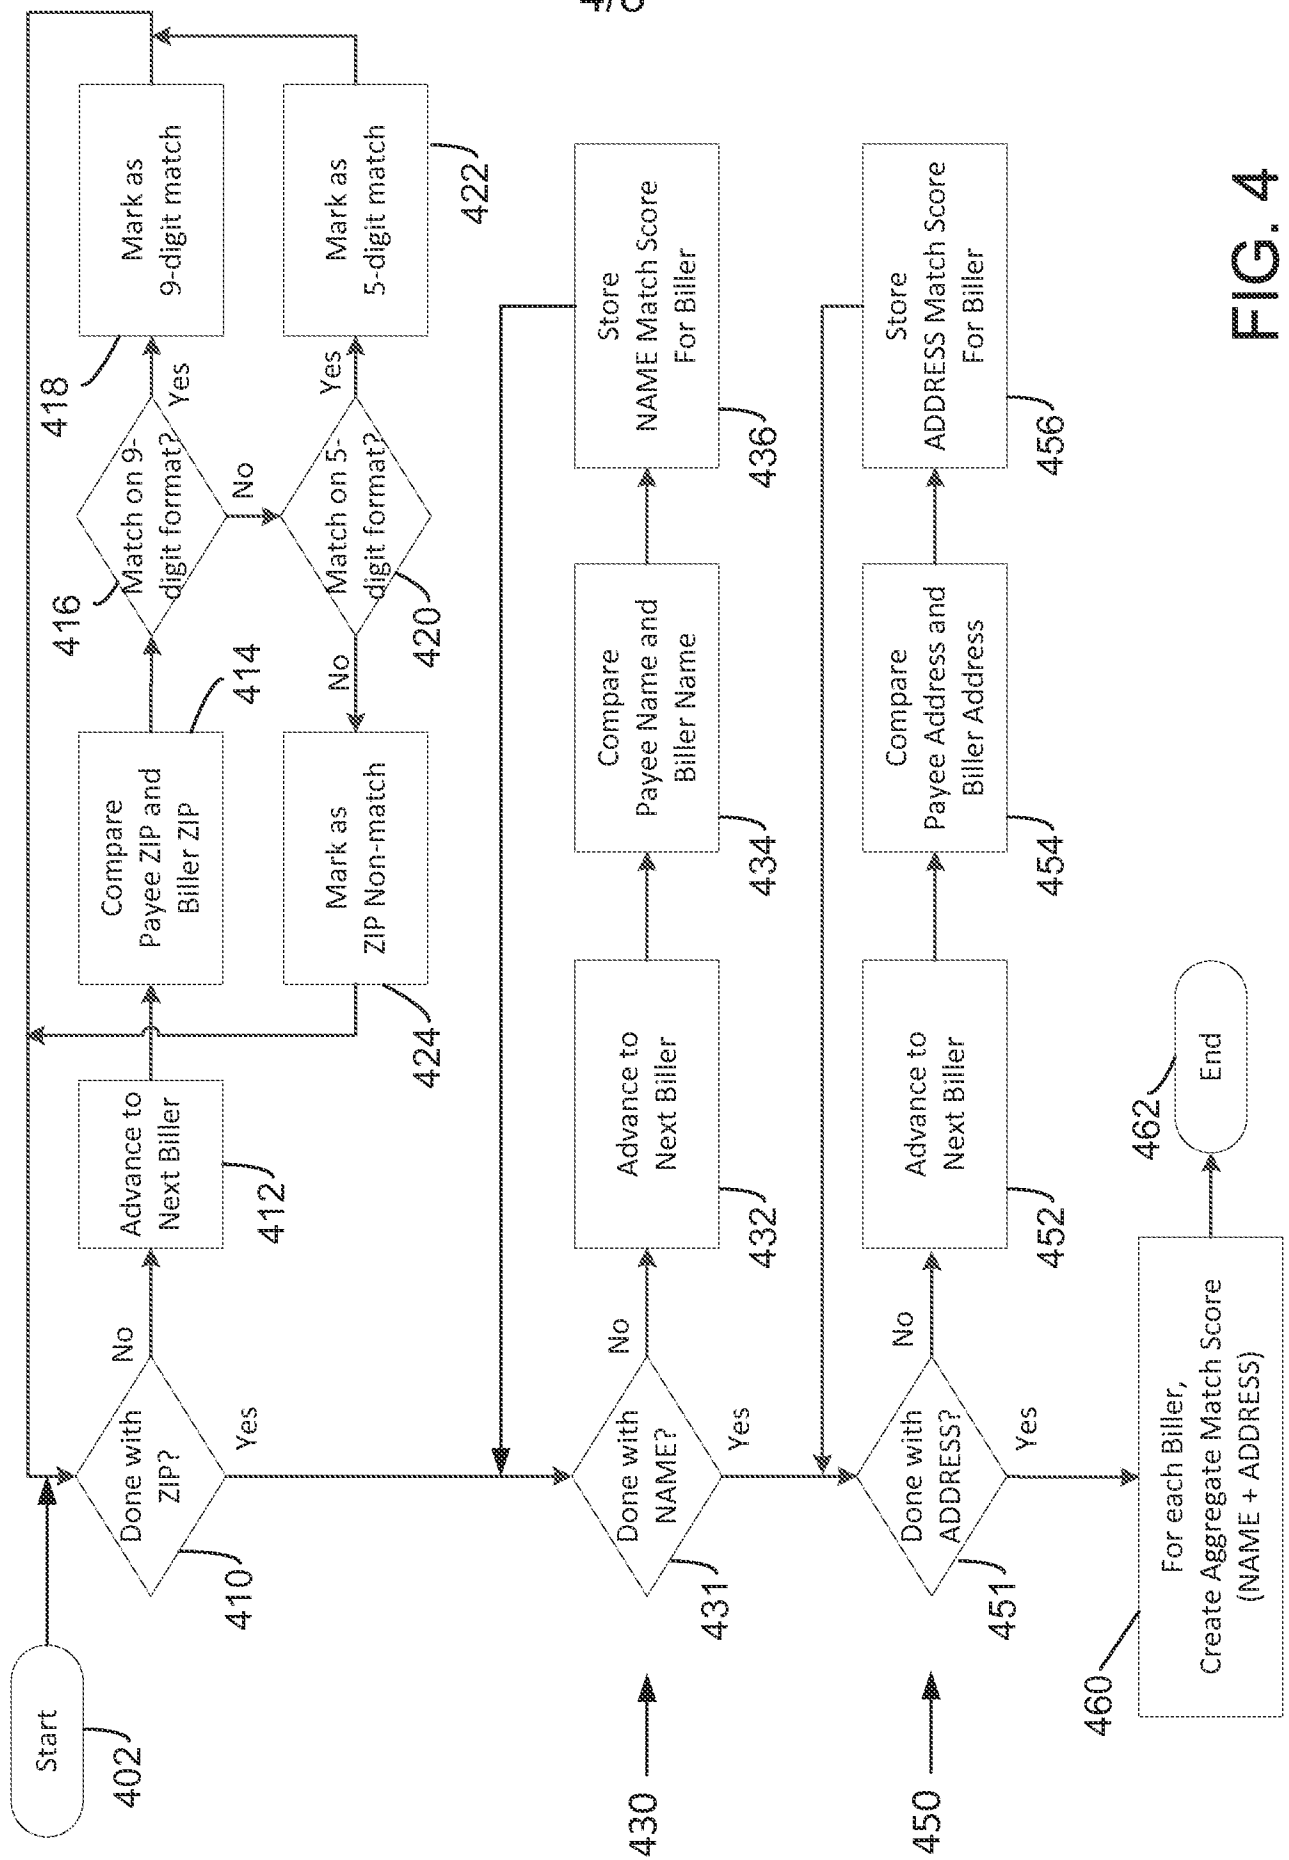 Start
402
Done with
ZIP?
410
No
Yes
Advance to
Next Biller
412
Compare
Payee ZIP and
Biller ZIP
414
Match on 9-
digit format?
416
Yes
No
Mark as
9-digit match
418
Match on 5-
digit format?
420
Yes
No
Mark as
5-digit match
422
Mark as
ZIP Non-match
424
430
Done with
NAME?
431
No
Yes
Advance to
Next Biller
432
Compare
Payee Name and
Biller Name
434
Store
NAME Match Score
For Biller
436
450
Done with
ADDRESS?
451
No
Yes
Advance to
Next Biller
452
Compare
Payee Address and
Biller Address
454
Store
ADDRESS Match Score
For Biller
456
460
For each Biller,
Create Aggregate Match Score
(NAME + ADDRESS)
462
End
FIG. 4